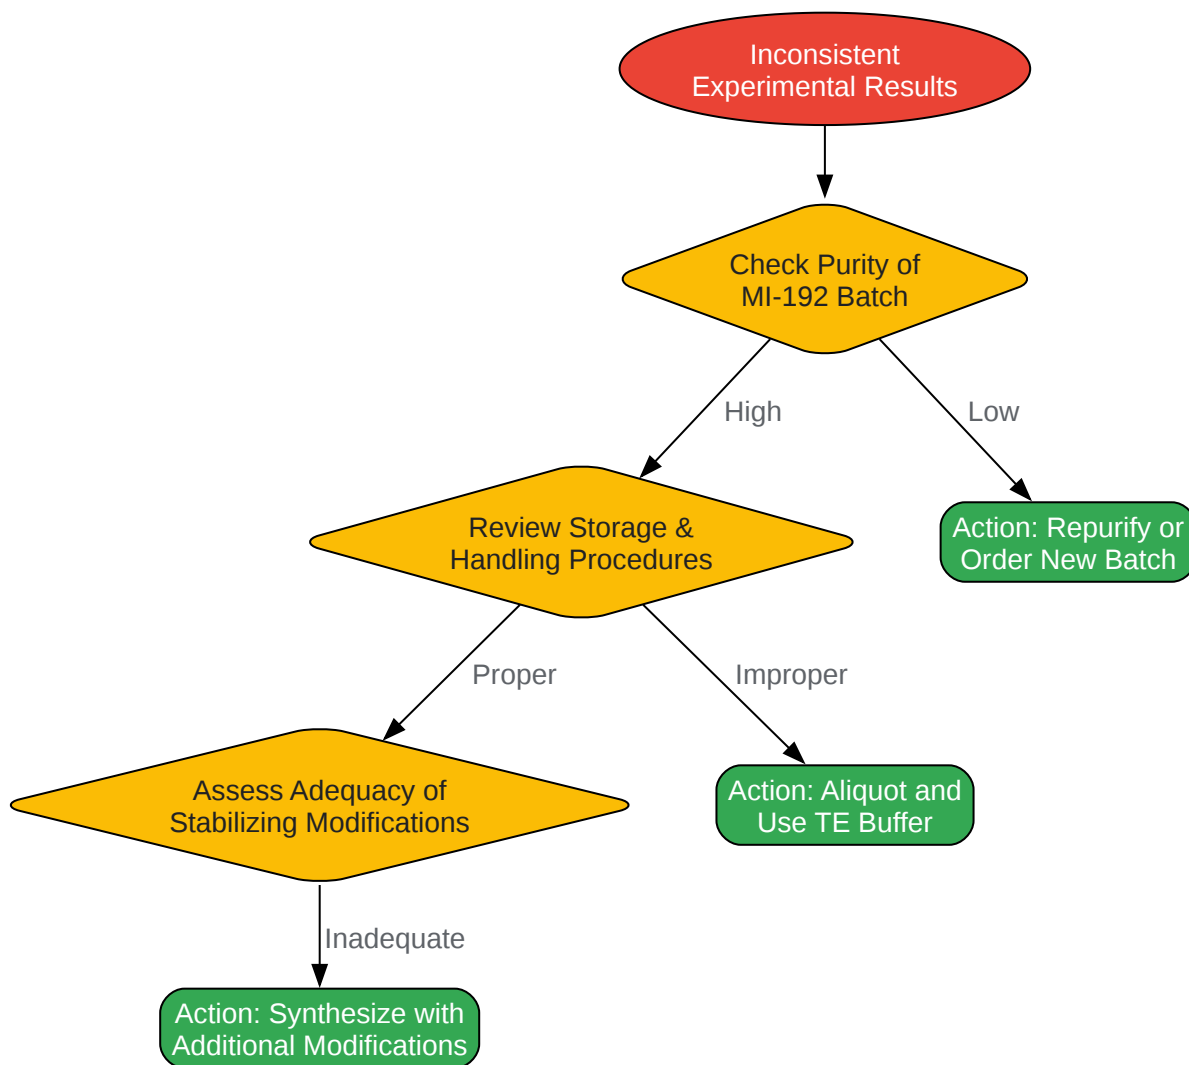 Inconsistent
Experimental Results
Check Purity of
MI-192 Batch
High
Low
Review Storage &
Handling Procedures
Action: Repurify or
Order New Batch
Proper
Improper
Assess Adequacy of
Stabilizing Modifications
Action: Aliquot and
Use TE Buffer
Inadequate
Action: Synthesize with
Additional Modifications